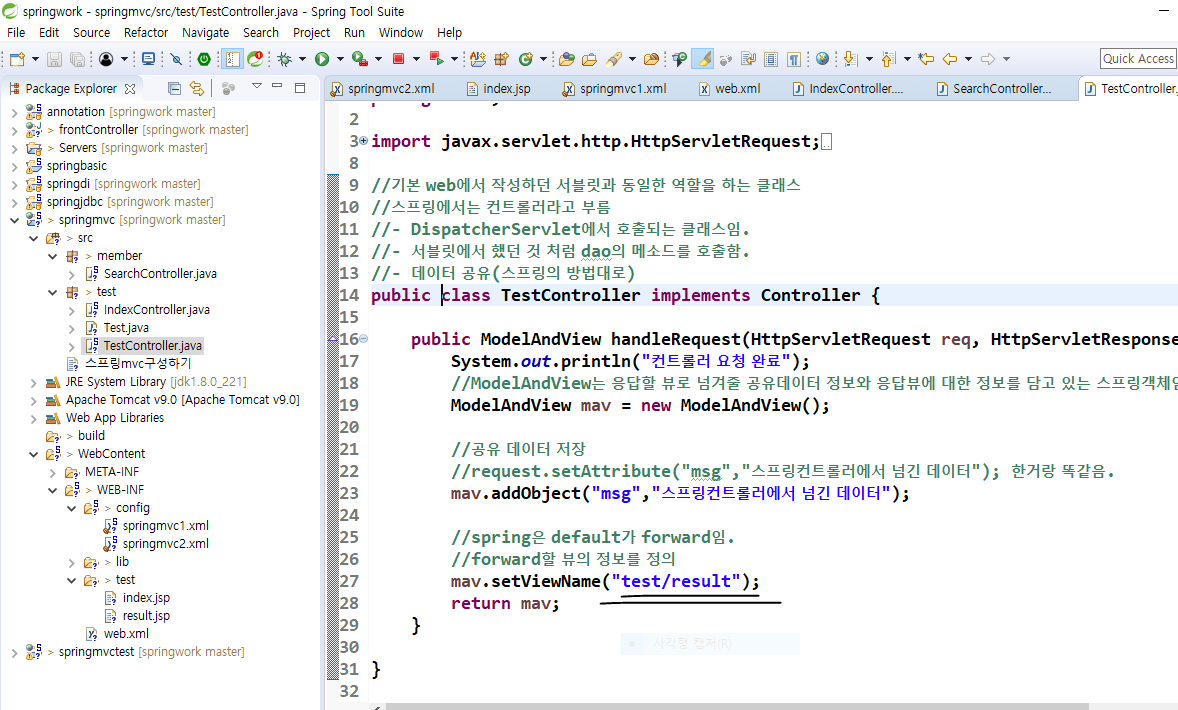 springwork - springmvc/src/test/TestController.java - Spring Tool Suite
File Edit Source Refactor Navigate Search Project Run Window Help
Quick Access
Package Explorer
springmvc2.xml index.jsp springmvc1.xml web.xml IndexController.... SearchController... TestController.
annotation [springwork master]
> frontController [springwork master]
> Servers [springwork master]
springbasic
springdi [springwork master]
springjdbc [springwork master]
> springmvc [springwork master]
> src
> member
SearchController.java
> test
IndexController.java
Test.java
TestController.java
스프링mvc구성하기
JRE System Library [jdk1.8.0_221]
Apache Tomcat v9.0 [Apache Tomcat v9.0]
Web App Libraries
> build
> WebContent
META-INF
> WEB-INF
> config
springmvc1.xml
springmvc2.xml
> lib
> test
index.jsp
result.jsp
web.xml
> springmvctest [springwork master]
2
3 import javax.servlet.http.HttpServletRequest;
8
9 //기본 web에서 작성하던 서블릿과 동일한 역할을 하는 클래스
10 //스프링에서는 컨트롤러라고 부름
11 //- DispatcherServlet에서 호출되는 클래스임.
12 //- 서블릿에서 했던 것 처럼 dao의 메소드를 호출함.
13 //- 데이터 공유(스프링의 방법대로)
14 public class TestController implements Controller {
15
16 public ModelAndView handleRequest(HttpServletRequest req, HttpServletResponse
17 System.out.println("컨트롤러 요청 완료");
18 //ModelAndView는 응답할 뷰로 넘겨줄 공유데이터 정보와 응답뷰에 대한 정보를 담고 있는 스프링객체임
19 ModelAndView mav = new ModelAndView();
20
21 //공유 데이터 저장
22 //request.setAttribute("msg","스프링컨트롤러에서 넘긴 데이터"); 한거랑 똑같음.
23 mav.addObject("msg","스프링컨트롤러에서 넘긴 데이터");
24
25 //spring은 default가 forward임.
26 //forward할 뷰의 정보를 정의
27 mav.setViewName("test/result");
28 return mav;
29 }
30
사각형 캡처(R)
31 }
32